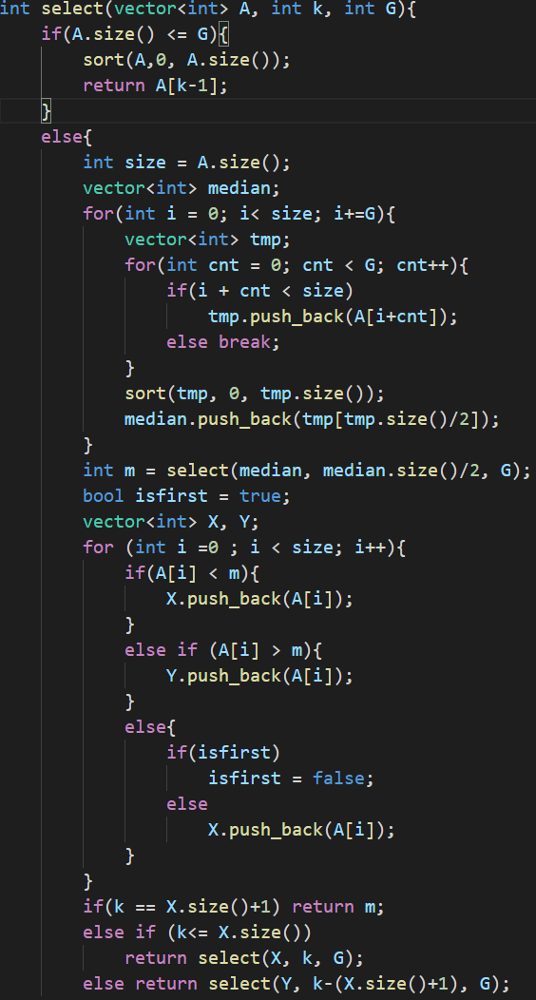 int select(vector<int> A, int k, int G){
    if(A.size() <= G){
        sort(A,0, A.size());
        return A[k-1];
    }
    else{
        int size = A.size();
        vector<int> median;
        for(int i = 0; i< size; i+=G){
            vector<int> tmp;
            for(int cnt = 0; cnt < G; cnt++){
                if(i + cnt < size)
                    tmp.push_back(A[i+cnt]);
                else break;
            }
            sort(tmp, 0, tmp.size());
            median.push_back(tmp[tmp.size()/2]);
        }
        int m = select(median, median.size()/2, G);
        bool isfirst = true;
        vector<int> X, Y;
        for (int i =0 ; i < size; i++){
            if(A[i] < m){
                X.push_back(A[i]);
            }
            else if (A[i] > m){
                Y.push_back(A[i]);
            }
            else{
                if(isfirst)
                    isfirst = false;
                else
                    X.push_back(A[i]);
            }
        }
        if(k == X.size()+1) return m;
        else if (k<= X.size())
            return select(X, k, G);
        else return select(Y, k-(X.size()+1), G);